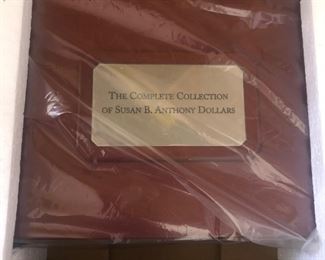 The Complete Collection
of Susan B. Anthony Dollars